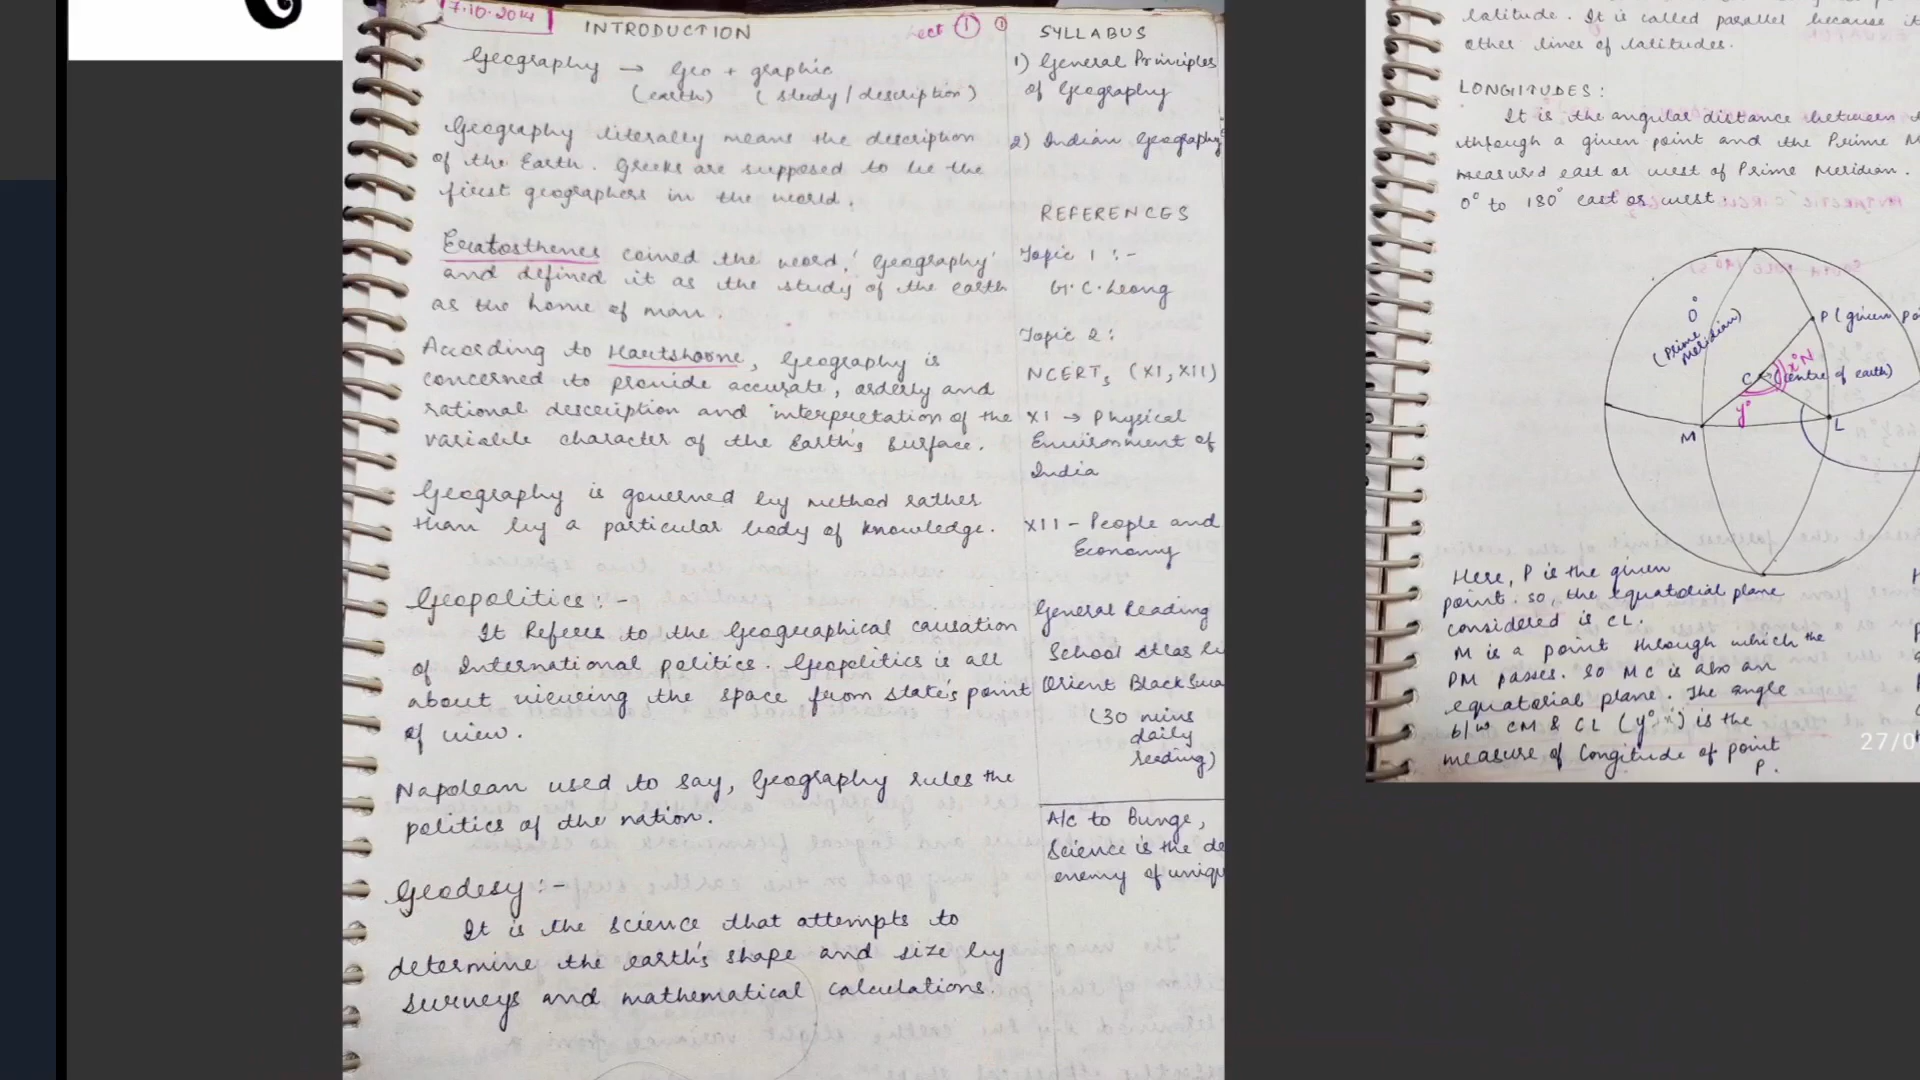 17.10.2014
INTRODUCTION
Lect 1
1
Geography → Geo + graphic
(earth) (study/description)
Geography literally means the description
of the Earth. Greeks are supposed to be the
first geographers in the world.
Eratosthenes coined the word, 'Geography'
and defined it as the study of the earth
as the home of man.
According to Hartshorne, Geography is
concerned to provide accurate, orderly and
rational description and interpretation of the
variable character of the Earth's surface.
Geography is governed by method rather
than by a particular body of knowledge.
Geopolitics :-
It Refers to the Geographical causation
of International politics. Geopolitics is all
about viewing the space from state's point
of view.
Napolean used to say, Geography rules the
politics of the nation.
Geodesy :-
It is the science that attempts to
determine the earth's shape and size by
surveys and mathematical calculations.
SYLLABUS
1) General Principles
of Geography
2) Indian Geography
REFERENCES
Topic 1 :-
G.C. Leong
Topic 2 :
NCERTs (XI, XII)
XI → Physical
Environment of
India
XII - People and
Economy
General Reading
School Atlas
Orient Black
(30 mins
daily
reading)
A/c to Bunge,
Science is the
enemy of
latitude. It is called parallel because it
other lines of latitudes.
LONGITUDES :
It is the angular distance between
through a given point and the Prime M
measured east or west of Prime Meridian.
0° to 180° east or west.
0°
(Prime Meridian)
P (given
x°N
C (centre of earth)
y°
M
L
Here, P is the given
point. So, the equatorial plane
considered is CL.
M is a point through which the
PM passes. So MC is also an
equatorial plane. The angle
b/w CM & CL (y°) is the
measure of longitude of point
P.
27/0